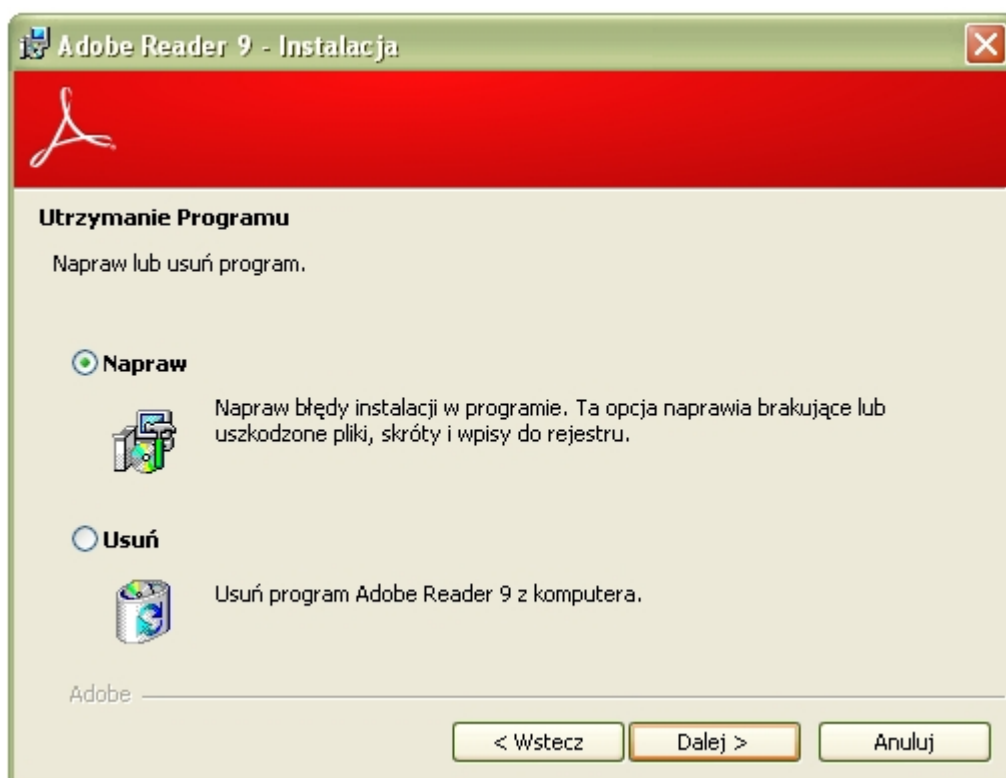 Adobe Reader 9 - Instalacja
Utrzymanie Programu
Napraw lub usuń program.
Napraw
Napraw błędy instalacji w programie. Ta opcja naprawia brakujące lub
uszkodzone pliki, skróty i wpisy do rejestru.
Usuń
Usuń program Adobe Reader 9 z komputera.
Adobe
< Wstecz
Dalej >
Anuluj